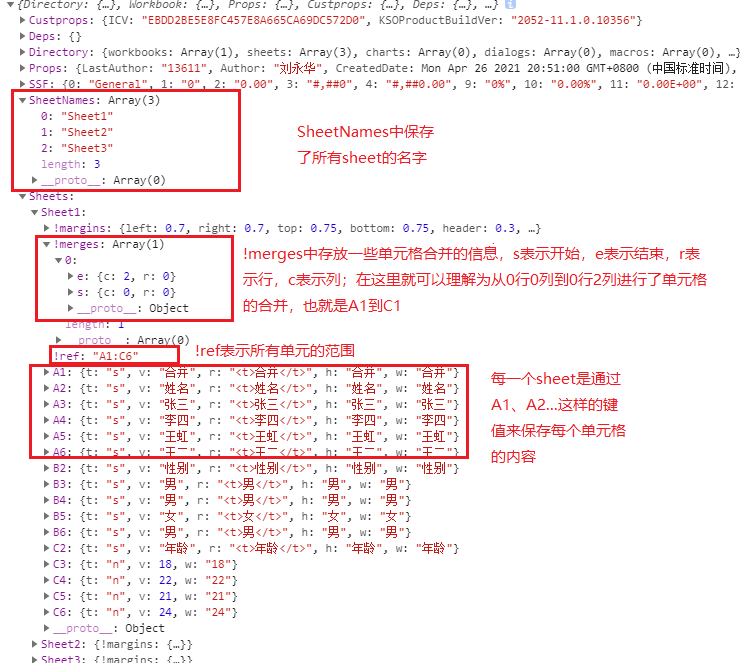 ▼{Directory: {…}, Workbook: {…}, Props: {…}, Custprops: {…}, Deps: {…}, …} i
▶Custprops: {ICV: "EBDD2BE5E8FC457E8A665CA69DC572D0", KSOProductBuildVer: "2052-11.1.0.10356"}
▶Deps: {}
▶Directory: {workbooks: Array(1), sheets: Array(3), charts: Array(0), dialogs: Array(0), macros: Array(0), …}
▶Props: {LastAuthor: "13611", Author: "刘永华", CreatedDate: Mon Apr 26 2021 20:51:00 GMT+0800 (中国标准时间),
▶SSF: {0: "General", 1: "0", 2: "0.00", 3: "#,##0", 4: "#,##0.00", 9: "0%", 10: "0.00%", 11: "0.00E+00", 12:
▼SheetNames: Array(3)
0: "Sheet1"
1: "Sheet2"
2: "Sheet3"
length: 3
▶__proto__: Array(0)
SheetNames中保存
了所有sheet的名字
▼Sheets:
▼Sheet1:
▶!margins: {left: 0.7, right: 0.7, top: 0.75, bottom: 0.75, header: 0.3, …}
▼!merges: Array(1)
▼0:
▶e: {c: 2, r: 0}
▶s: {c: 0, r: 0}
▶__proto__: Object
length: 1
▶__proto__: Array(0)
!merges中存放一些单元格合并的信息，s表示开始，e表示结束，r表
示行，c表示列；在这里就可以理解为从0行0列到0行2列进行了单元格
的合并，也就是A1到C1
!ref: "A1:C6"
!ref表示所有单元的范围
▶A1: {t: "s", v: "合并", r: "<t>合并</t>", h: "合并", w: "合并"}
▶A2: {t: "s", v: "姓名", r: "<t>姓名</t>", h: "姓名", w: "姓名"}
▶A3: {t: "s", v: "张三", r: "<t>张三</t>", h: "张三", w: "张三"}
▶A4: {t: "s", v: "李四", r: "<t>李四</t>", h: "李四", w: "李四"}
▶A5: {t: "s", v: "王虹", r: "<t>王虹</t>", h: "王虹", w: "王虹"}
▶A6: {t: "s", v: "王二", r: "<t>王二</t>", h: "王二", w: "王二"}
每一个sheet是通过
A1、A2...这样的键
值来保存每个单元格
的内容
▶B2: {t: "s", v: "性别", r: "<t>性别</t>", h: "性别", w: "性别"}
▶B3: {t: "s", v: "男", r: "<t>男</t>", h: "男", w: "男"}
▶B4: {t: "s", v: "男", r: "<t>男</t>", h: "男", w: "男"}
▶B5: {t: "s", v: "女", r: "<t>女</t>", h: "女", w: "女"}
▶B6: {t: "s", v: "男", r: "<t>男</t>", h: "男", w: "男"}
▶C2: {t: "s", v: "年龄", r: "<t>年龄</t>", h: "年龄", w: "年龄"}
▶C3: {t: "n", v: 18, w: "18"}
▶C4: {t: "n", v: 22, w: "22"}
▶C5: {t: "n", v: 21, w: "21"}
▶C6: {t: "n", v: 24, w: "24"}
▶__proto__: Object
▶Sheet2: {!margins: {…}}
▶Sheet3: {!margins: {…}}